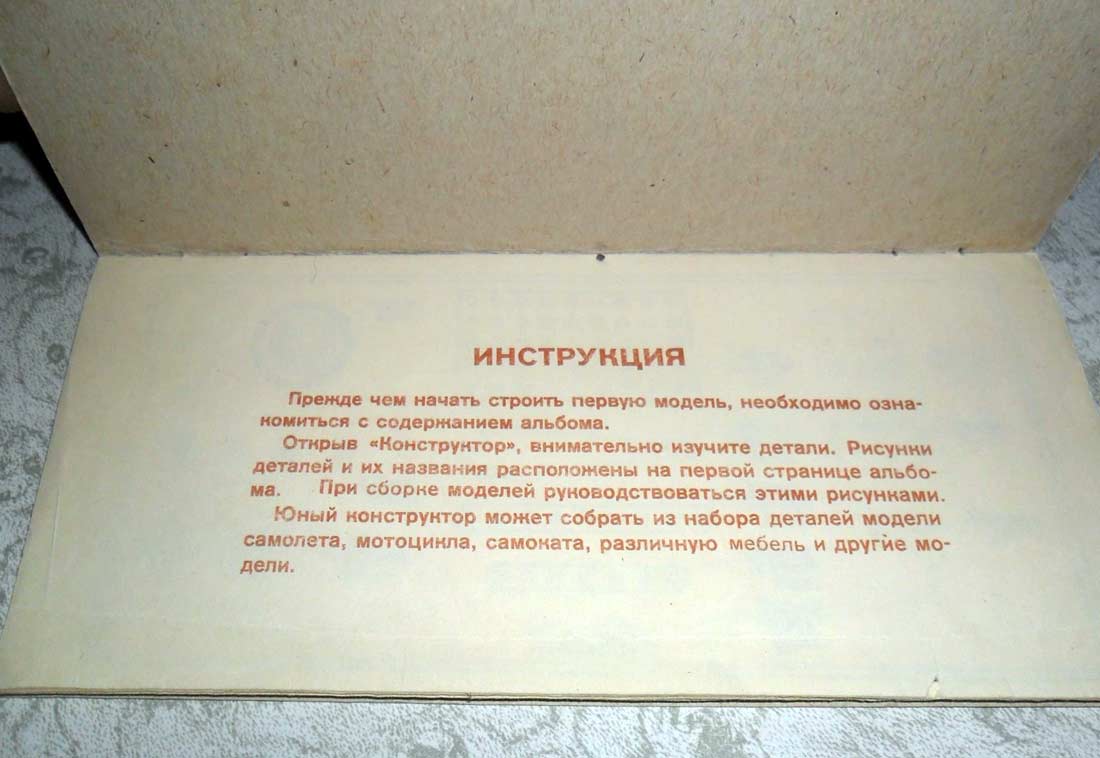 ИНСТРУКЦИЯ
Прежде чем начать строить первую модель, необходимо озна-
комиться с содержанием альбома.
Открыв «Конструктор», внимательно изучите детали. Рисунки
деталей и их названия расположены на первой странице альбо-
ма. При сборке моделей руководствоваться этими рисунками.
Юный конструктор может собрать из набора деталей модели
самолета, мотоцикла, самоката, различную мебель и другие мо-
дели.